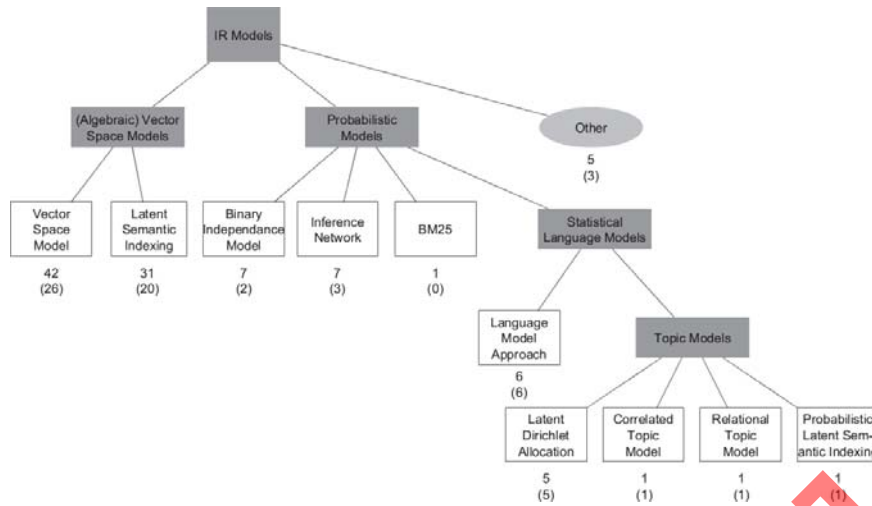 IR Models
(Algebraic) Vector
Space Models
Probabilistic
Models
Other
5
(3)
Vector
Space
Model
42
(26)
Latent
Semantic
Indexing
31
(20)
Binary
Independance
Model
7
(2)
Inference
Network
7
(3)
BM25
1
(0)
Statistical
Language Models
Language
Model
Approach
6
(6)
Topic Models
Latent
Dirichlet
Allocation
5
(5)
Correlated
Topic
Model
1
(1)
Relational
Topic
Model
1
(1)
Probabilistic
Latent Sem-
antic Indexing
1
(1)